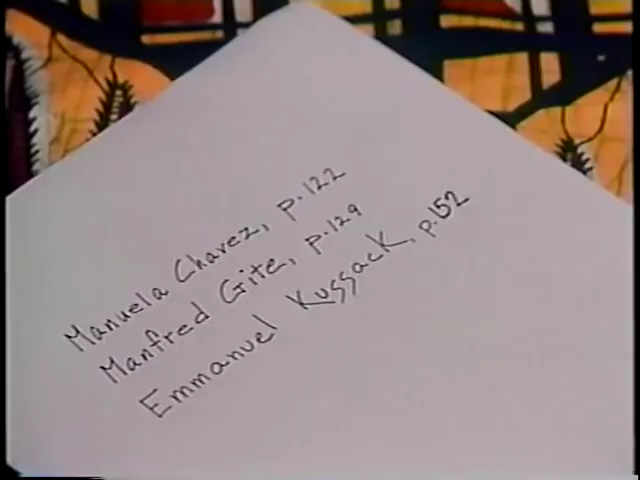 Manuela Chavez, p.122
Manfred Gite, p.129
Emmanuel Kussack, p.152